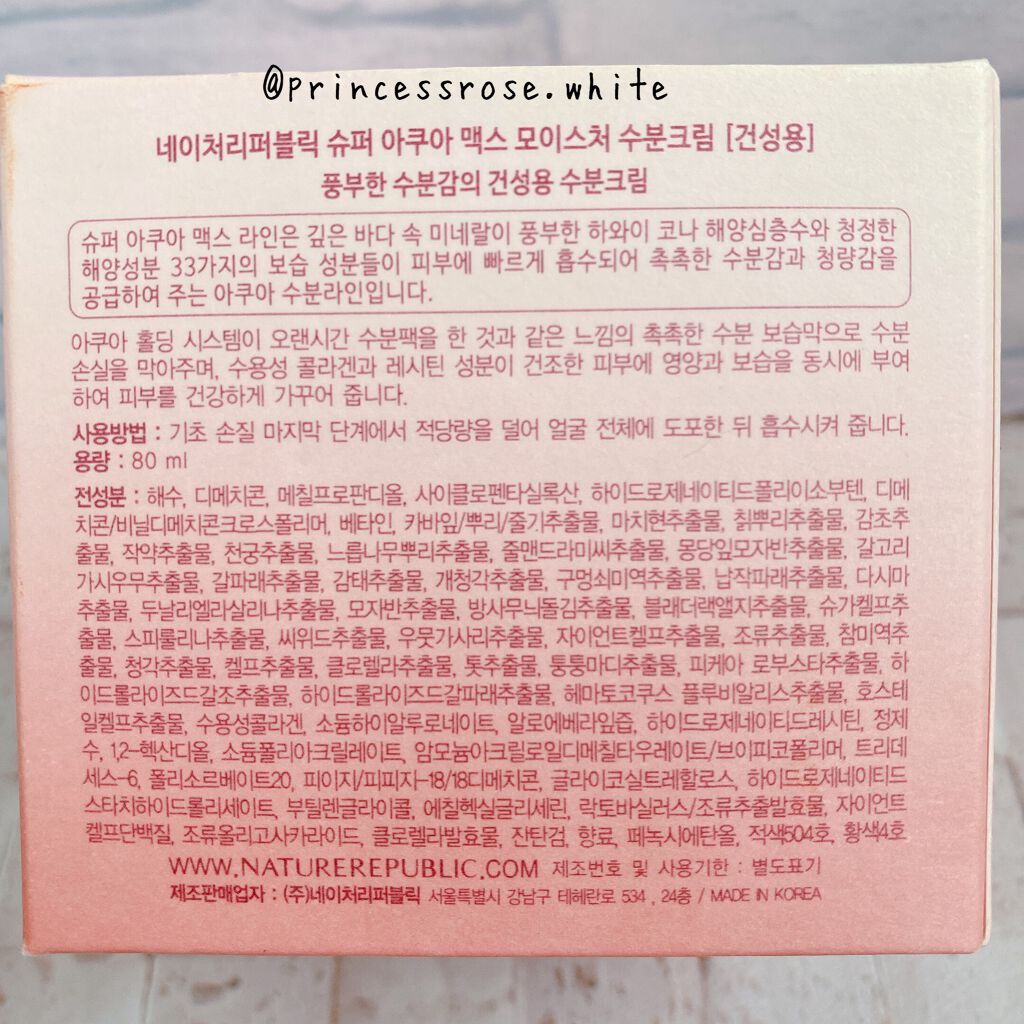 @princessrose.white
네이처리퍼블릭 슈퍼 아쿠아 맥스 모이스처 수분크림 [건성용]
풍부한 수분감의 건성용 수분크림
슈퍼 아쿠아 맥스 라인은 깊은 바다 속 미네랄이 풍부한 하와이 코나 해양심층수와 청정한
해양성분 33가지의 보습 성분들이 피부에 빠르게 흡수되어 촉촉한 수분감과 청량감을
공급하여 주는 아쿠아 수분라인입니다.
아쿠아 홀딩 시스템이 오랜시간 수분팩을 한 것과 같은 느낌의 촉촉한 수분 보습막으로 수분
손실을 막아주며, 수용성 콜라겐과 레시틴 성분이 건조한 피부에 영양과 보습을 동시에 부여
하여 피부를 건강하게 가꾸어 줍니다.
사용방법 : 기초 손질 마지막 단계에서 적당량을 덜어 얼굴 전체에 도포한 뒤 흡수시켜 줍니다.
용량 : 80 ml
전성분 : 해수, 디메치콘, 메칠프로판디올, 사이클로펜타실록산, 하이드로제네이티드폴리이소부텐, 디메
치콘/비닐디메치콘크로스폴리머, 베타인, 카바잎/뿌리/줄기추출물, 마치현추출물, 칡뿌리추출물, 감초추
출물, 작약추출물, 천궁추출물, 느릅나무뿌리추출물, 줄맨드라미씨추출물, 몽당잎모자반추출물, 갈고리
가시우무추출물, 갈파래추출물, 감태추출물, 개청각추출물, 구멍쇠미역추출물, 납작파래추출물, 다시마
추출물, 두날리엘라살리나추출물, 모자반추출물, 방사무늬돌김추출물, 블래더랙앨지추출물, 슈가켈프추
출물, 스피룰리나추출물, 씨위드추출물, 우뭇가사리추출물, 자이언트켈프추출물, 조류추출물, 참미역추
출물, 청각추출물, 켈프추출물, 클로렐라추출물, 톳추출물, 퉁퉁마디추출물, 피케아 로부스타추출물, 하
이드롤라이즈드갈조추출물, 하이드롤라이즈드갈파래추출물, 헤마토코쿠스 플루비알리스추출물, 호스테
일켈프추출물, 수용성콜라겐, 소듐하이알루로네이트, 알로에베라잎즙, 하이드로제네이티드레시틴, 정제
수, 1,2-헥산디올, 소듐폴리아크릴레이트, 암모늄아크릴로일디메칠타우레이트/브이피코폴리머, 트리데
세스-6, 폴리소르베이트20, 피이지/피피지-18/18디메치콘, 글라이코실트레할로스, 하이드로제네이티드
스타치하이드롤리세이트, 부틸렌글라이콜, 에칠헥실글리세린, 락토바실러스/조류추출발효물, 자이언트
켈프단백질, 조류올리고사카라이드, 클로렐라발효물, 잔탄검, 향료, 페녹시에탄올, 적색504호, 황색4호
WWW.NATUREREPUBLIC.COM 제조번호 및 사용기한 : 별도표기
제조판매업자 : (주)네이처리퍼블릭 서울특별시 강남구 테헤란로 534 , 24층 / MADE IN KOREA